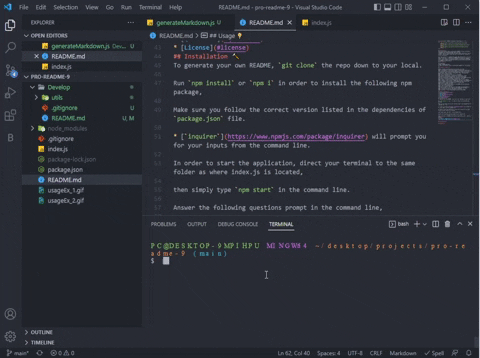 File Edit Selection View Go Run Terminal Help README.md - pro-readme-9 - Visual Studio Code
EXPLORER
OPEN EDITORS
generateMarkdown.js Deve...
README.md U
index.js
PRO-README-9
Develop
utils
.gitignore
README.md U, M
node_modules
.gitignore
index.js
package-lock.json
package.json
README.md
usageEx_1.gif
usageEx_2.gif
OUTLINE
TIMELINE
generateMarkdown.js U
README.md U
index.js
README.md > ## Usage
* [License](#license)
## Installation
To generate your own README, `git clone` the repo down to your local.
Run `npm install` or `npm i` in order to install the following npm
package,
Make sure you follow the correct version listed in the dependencies of
`package.json` file.
* [`inquirer`](https://www.npmjs.com/package/inquirer) will prompt you
for your inputs from the command line.
In order to start the application, direct your terminal to the same
folder as where index.js is located,
then simply type `npm start` in the command line.
Answer the following questions prompt in the command line,
PROBLEMS OUTPUT DEBUG CONSOLE TERMINAL
bash
PC@DESKTOP-9MPIHPU MINGW64 ~/desktop/projects/pro-re
adme-9 (main)
$
main* 0 0 Ln 62, Col 40 Spaces: 4 UTF-8 CRLF Markdown Spell